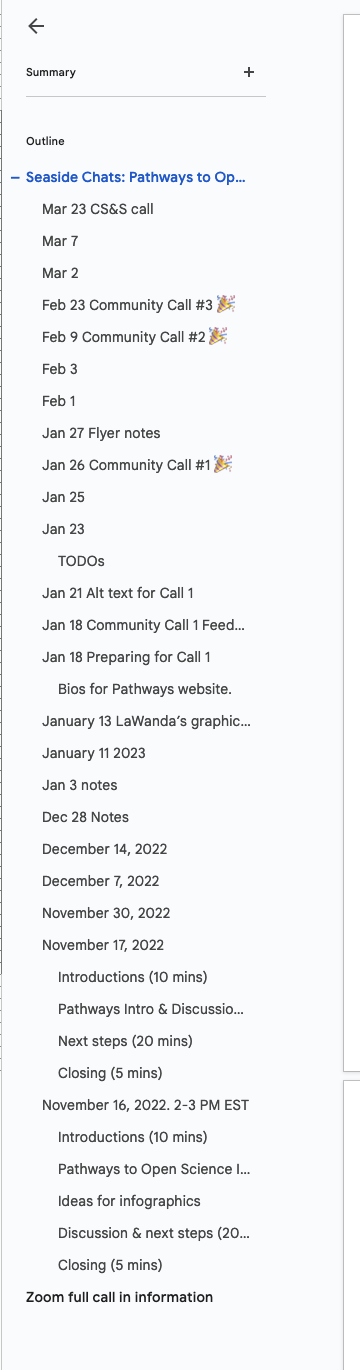 Summary
Outline
Seaside Chats: Pathways to Op...
Mar 23 CS&S call
Mar 7
Mar 2
Feb 23 Community Call #3 🎉
Feb 9 Community Call #2 🎉
Feb 3
Feb 1
Jan 27 Flyer notes
Jan 26 Community Call #1 🎉
Jan 25
Jan 23
TODOs
Jan 21 Alt text for Call 1
Jan 18 Community Call 1 Feed...
Jan 18 Preparing for Call 1
Bios for Pathways website.
January 13 LaWanda's graphic...
January 11 2023
Jan 3 notes
Dec 28 Notes
December 14, 2022
December 7, 2022
November 30, 2022
November 17, 2022
Introductions (10 mins)
Pathways Intro & Discussio...
Next steps (20 mins)
Closing (5 mins)
November 16, 2022. 2-3 PM EST
Introductions (10 mins)
Pathways to Open Science I...
Ideas for infographics
Discussion & next steps (20...
Closing (5 mins)
Zoom full call in information